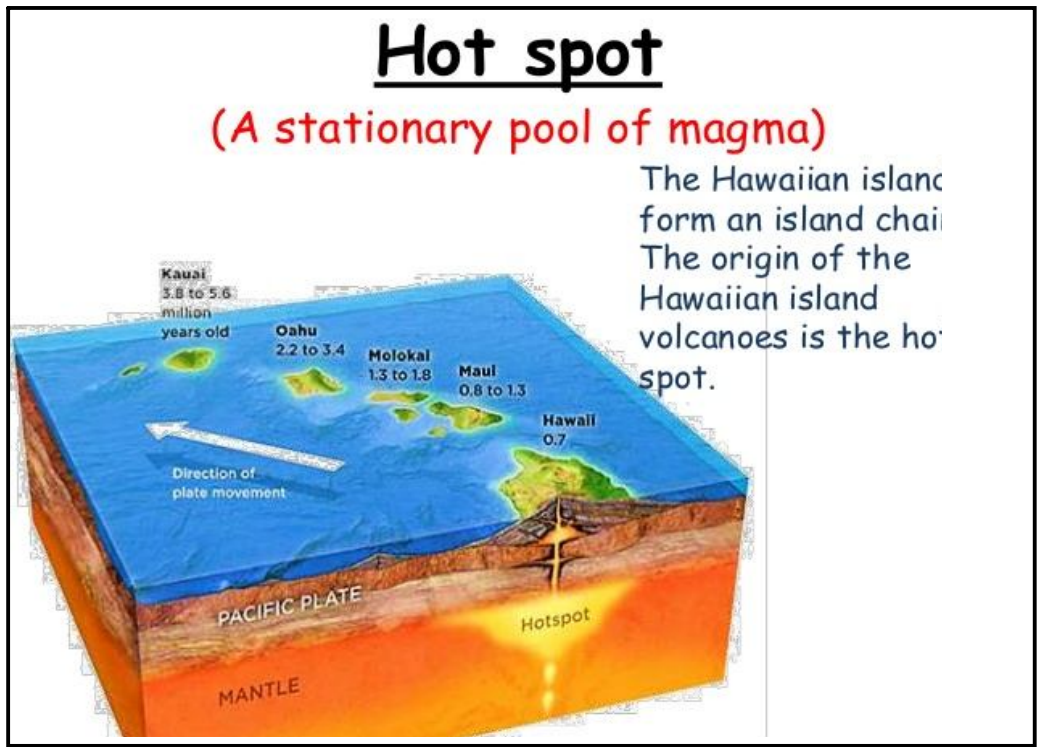 Hot spot
(A stationary pool of magma)
The Hawaiian islan
form an island chai
The origin of the
Hawaiian island
volcanoes is the ho
spot.
Kauai
3.8 to 5.6
million
years old
Oahu
2.2 to 3.4
Molokai
1.3 to 1.8
Maui
0.8 to 1.3
Hawaii
0.7
Direction of
plate movement
PACIFIC PLATE
Hotspot
MANTLE